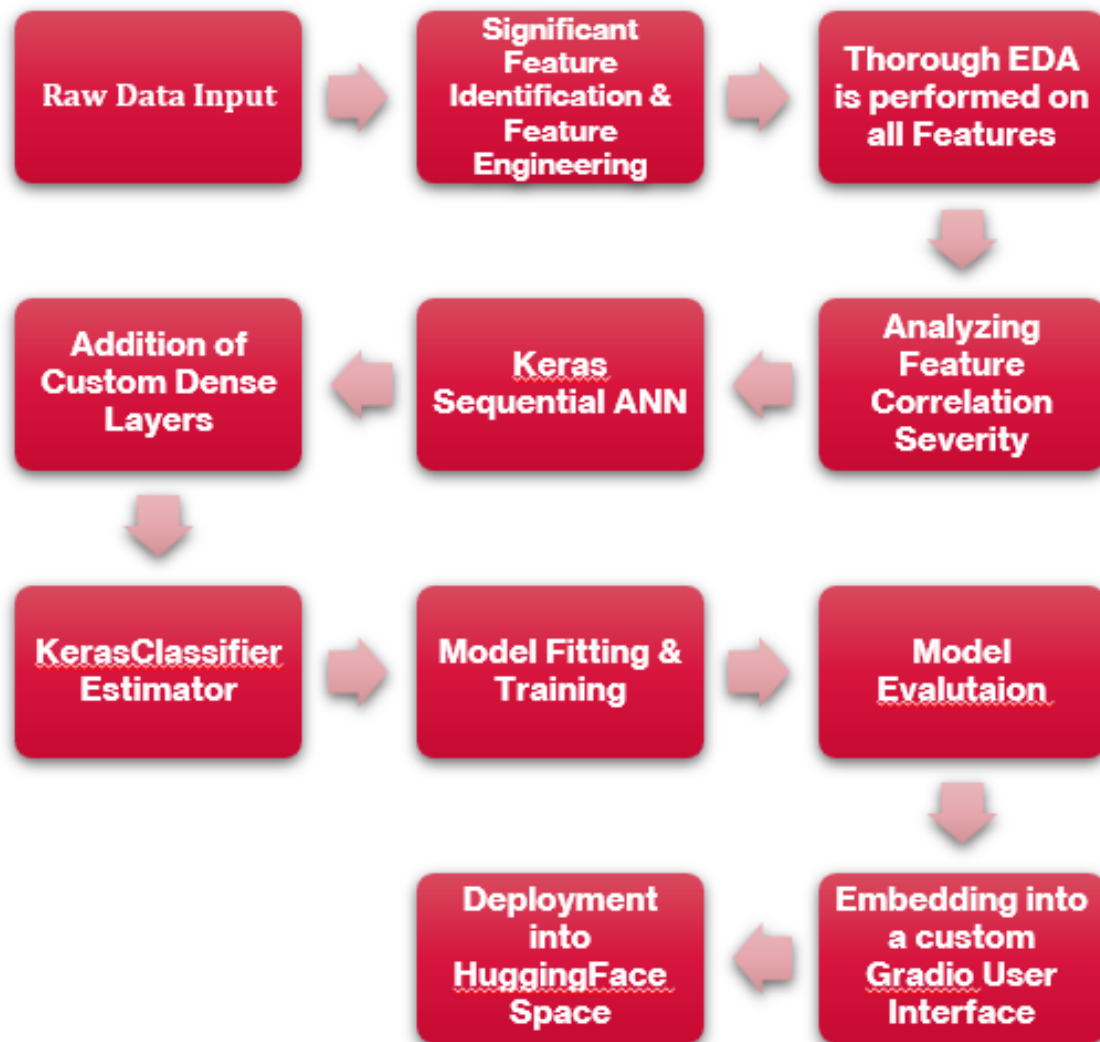 Raw Data Input
Significant
Feature
Identification &
Feature
Engineering
Thorough EDA
is performed on
all Features
Analyzing
Feature
Correlation
Severity
Keras
Sequential ANN
Addition of
Custom Dense
Layers
KerasClassifier
Estimator
Model Fitting &
Training
Model
Evalutaion
Embedding into
a custom
Gradio User
Interface
Deployment
into
HuggingFace
Space